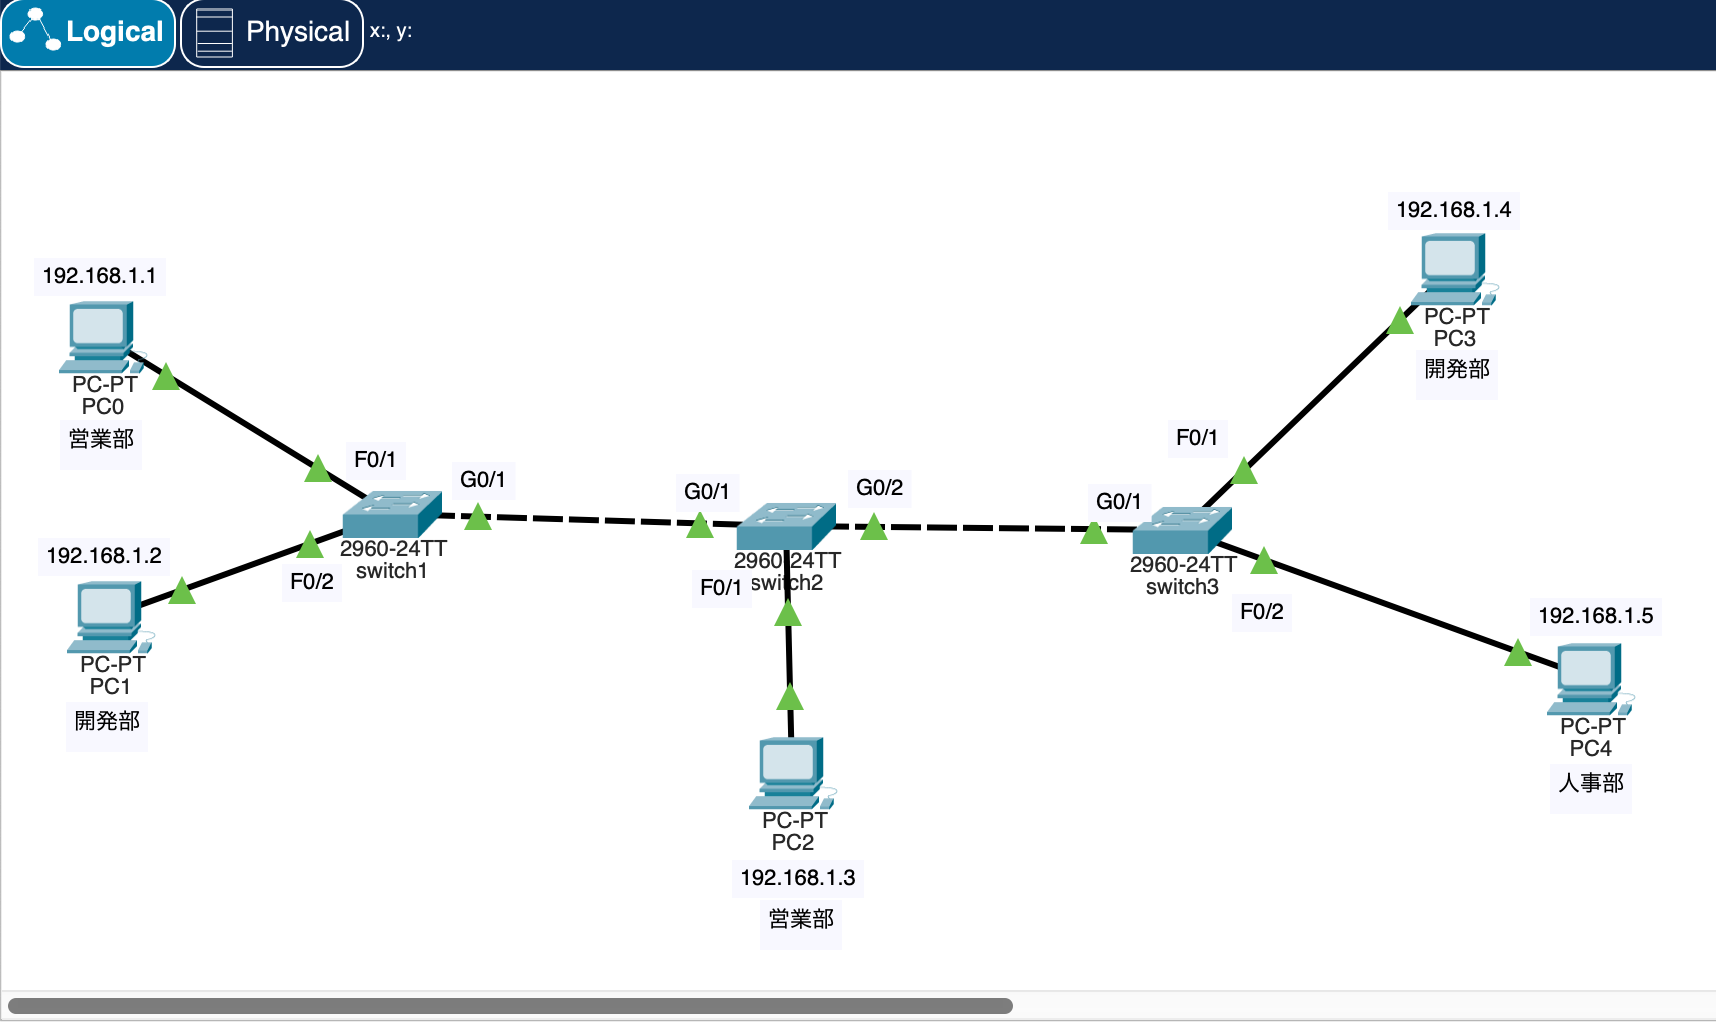 Logical
Physical
x:, y:
192.168.1.1
PC-PT
PC0
営業部
192.168.1.2
PC-PT
PC1
開発部
F0/1
F0/2
G0/1
2960-24TT
switch1
G0/1
G0/2
2960-24TT
switch2
F0/1
PC-PT
PC2
192.168.1.3
営業部
G0/1
F0/1
2960-24TT
switch3
F0/2
192.168.1.4
PC-PT
PC3
開発部
192.168.1.5
PC-PT
PC4
人事部